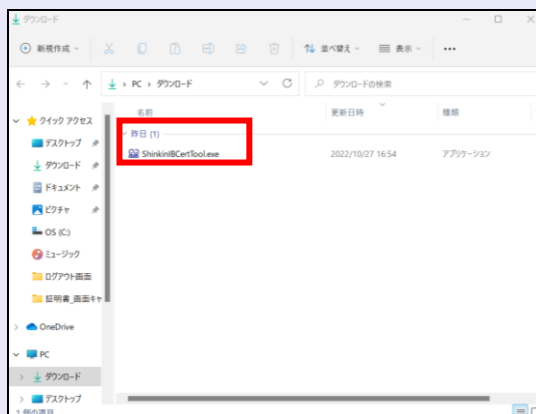 ダウンロード
新規作成
並べ替え
表示
PC › ダウンロード
ダウンロードの検索
名前
更新日時
種類
クイック アクセス
デスクトップ
ダウンロード
ドキュメント
ピクチャ
OS (C:)
ミュージック
ログアウト画面
証明書_画面キャ
OneDrive
PC
ダウンロード
デスクトップ
昨日 (1)
ShinkinIBCertTool.exe
2022/10/27 16:54
アプリケーション
1 個の項目